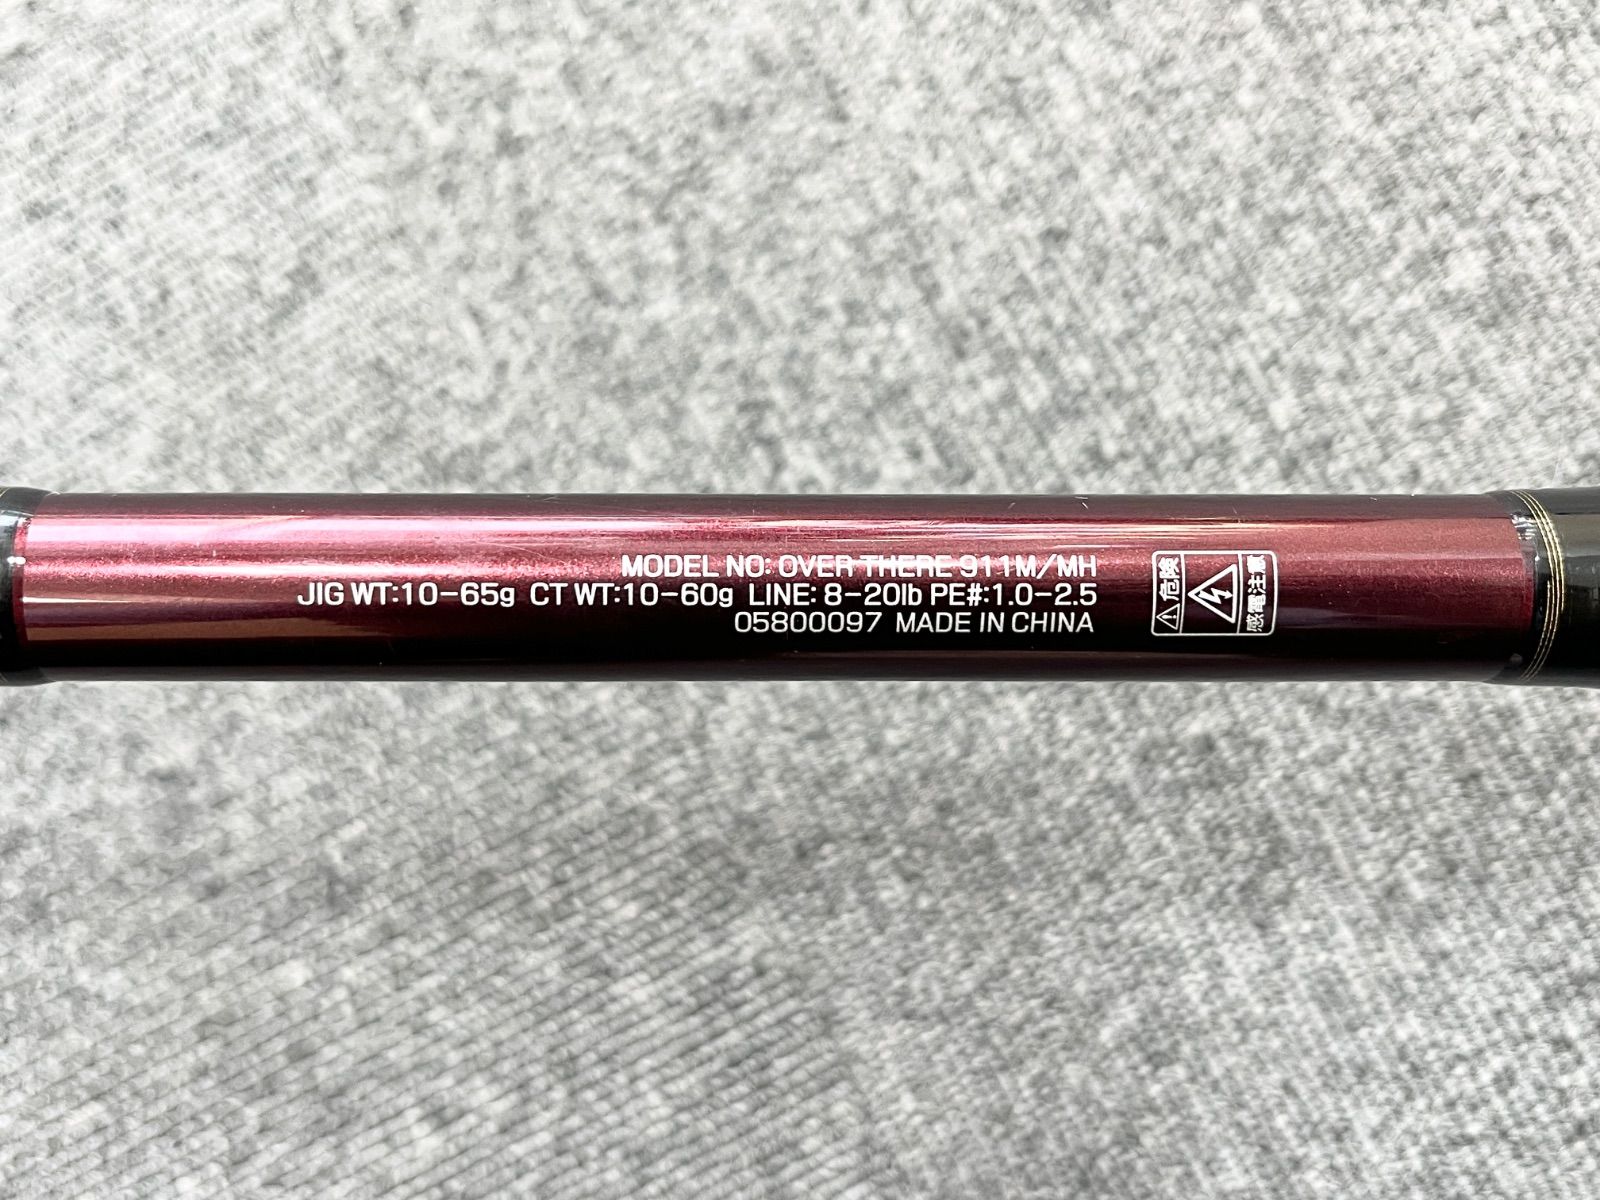 MODEL NO: OVER THERE 911M/MH
JIG WT:10-65g CT WT:10-60g LINE: 8-20lb PE#:1.0-2.5
05800097 MADE IN CHINA
危険
感電注意